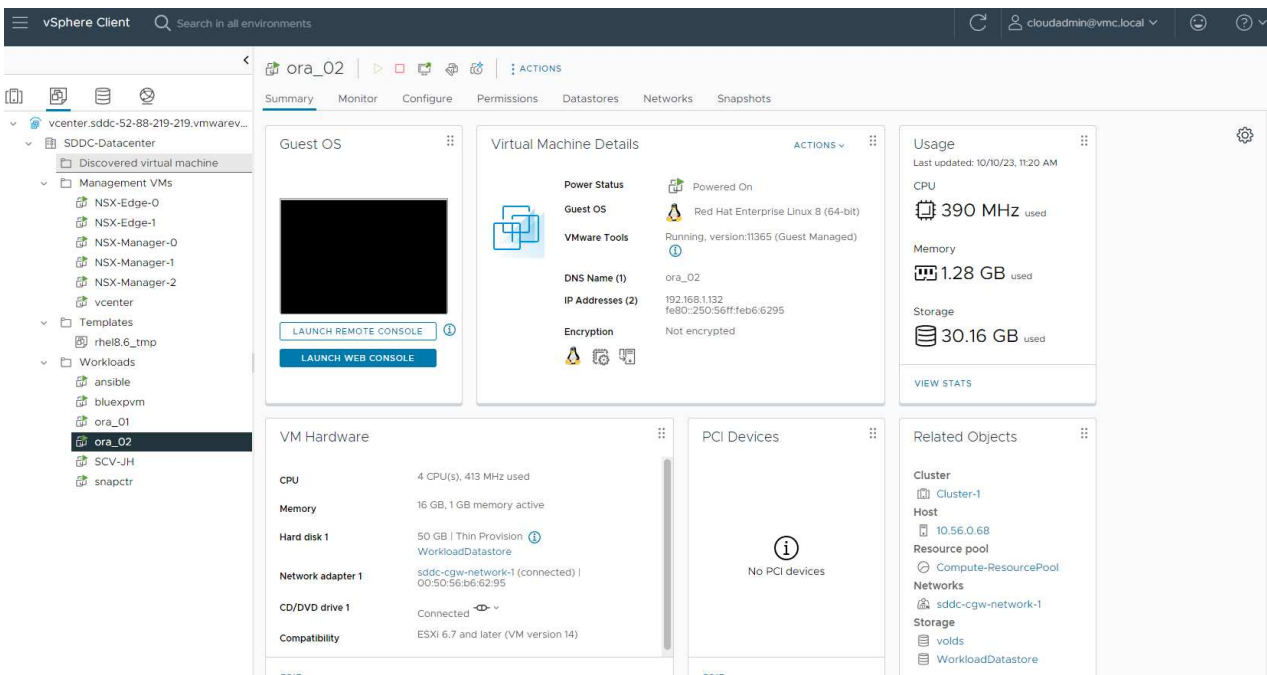 vSphere Client
Search in all environments
cloudadmin@vmc.local
vcenter.sddc-52-88-219-219.vmwarev...
SDDC-Datacenter
Discovered virtual machine
Management VMs
NSX-Edge-0
NSX-Edge-1
NSX-Manager-0
NSX-Manager-1
NSX-Manager-2
vcenter
Templates
rhel8.6_tmp
Workloads
ansible
bluexpvm
ora_01
ora_02
SCV-JH
snapctr
ora_02
ACTIONS
Summary Monitor Configure Permissions Datastores Networks Snapshots
Guest OS
LAUNCH REMOTE CONSOLE
LAUNCH WEB CONSOLE
Virtual Machine Details
ACTIONS
Power Status Powered On
Guest OS Red Hat Enterprise Linux 8 (64-bit)
VMware Tools Running, version:11365 (Guest Managed)
DNS Name (1) ora_02
IP Addresses (2) 192.168.1.132
fe80::250:56ff:feb6:6295
Encryption Not encrypted
Usage
Last updated: 10/10/23, 11:20 AM
CPU
390 MHz used
Memory
1.28 GB used
Storage
30.16 GB used
VIEW STATS
VM Hardware
CPU 4 CPU(s), 413 MHz used
Memory 16 GB, 1 GB memory active
Hard disk 1 50 GB | Thin Provision
WorkloadDatastore
Network adapter 1 sddc-cgw-network-1 (connected) |
00:50:56:b6:62:95
CD/DVD drive 1 Connected
Compatibility ESXi 6.7 and later (VM version 14)
PCI Devices
No PCI devices
Related Objects
Cluster
Cluster-1
Host
10.56.0.68
Resource pool
Compute-ResourcePool
Networks
sddc-cgw-network-1
Storage
volds
WorkloadDatastore